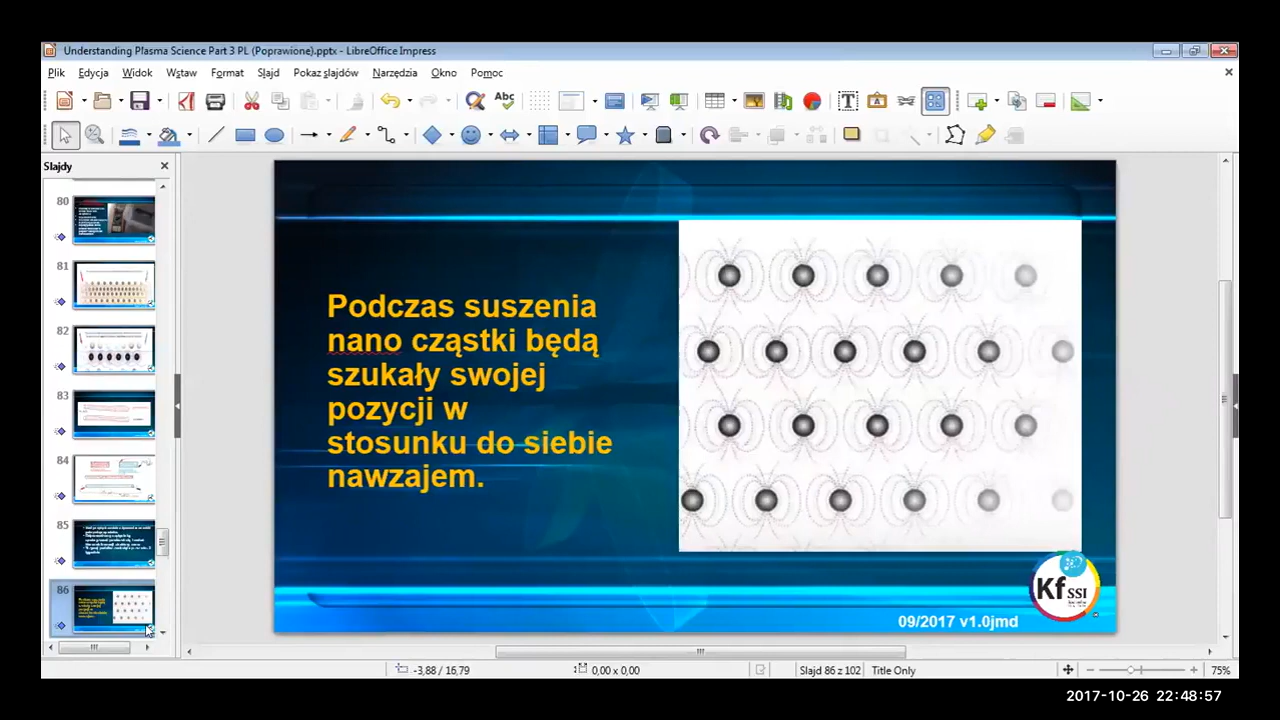 Understanding Plasma Science Part 3 PL (Poprawione).pptx - LibreOffice Impress
Plik Edycja Widok Wstaw Format Slajd Pokaz slajdów Narzędzia Okno Pomoc
Abc
Slajdy
80
81
82
83
84
85
86
Podczas suszenia
nano cząstki będą
szukały swojej
pozycji w
stosunku do siebie
nawzajem.
Kf SSI
09/2017 v1.0jmd
-3,88 / 16,79 0,00 x 0,00 Slajd 86 z 102 Title Only 75%
2017-10-26 22:48:57